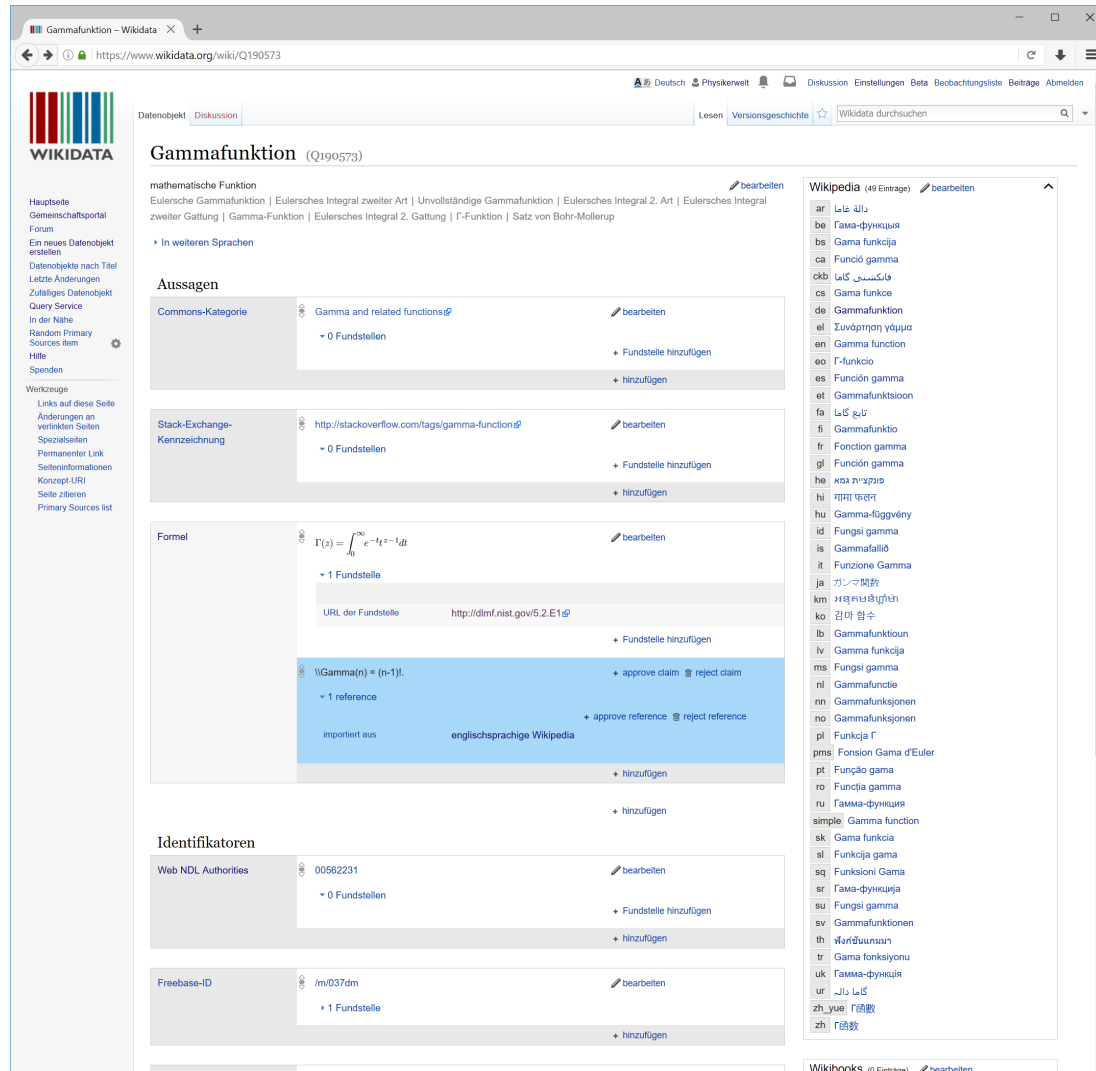 Gammafunktion – Wikidata
https://www.wikidata.org/wiki/Q190573
Deutsch Physikerwelt Diskussion Einstellungen Beta Beobachtungsliste Beiträge Abmelden
Datenobjekt Diskussion Lesen Versionsgeschichte Wikidata durchsuchen
WIKIDATA
Hauptseite
Gemeinschaftsportal
Forum
Ein neues Datenobjekt
erstellen
Datenobjekte nach Titel
Letzte Änderungen
Zufälliges Datenobjekt
Query Service
In der Nähe
Random Primary
Sources item
Hilfe
Spenden
Werkzeuge
Links auf diese Seite
Änderungen an
verlinkten Seiten
Spezialseiten
Permanenter Link
Seiteninformationen
Konzept-URI
Seite zitieren
Primary Sources list
Gammafunktion (Q190573)
mathematische Funktion bearbeiten
Eulersche Gammafunktion | Eulersches Integral zweiter Art | Unvollständige Gammafunktion | Eulersches Integral 2. Art | Eulersches Integral
zweiter Gattung | Gamma-Funktion | Eulersches Integral 2. Gattung | Γ-Funktion | Satz von Bohr-Mollerup
In weiteren Sprachen
Aussagen
Commons-Kategorie Gamma and related functions bearbeiten
0 Fundstellen
+ Fundstelle hinzufügen
+ hinzufügen
Stack-Exchange-
Kennzeichnung
http://stackoverflow.com/tags/gamma-function bearbeiten
0 Fundstellen
+ Fundstelle hinzufügen
+ hinzufügen
Formel Γ(z) = ∫₀^∞ e^{−t} t^{z−1} dt bearbeiten
1 Fundstelle
URL der Fundstelle http://dlmf.nist.gov/5.2.E1
+ Fundstelle hinzufügen
\\Gamma(n) = (n-1)!. + approve claim reject claim
1 reference
+ approve reference reject reference
importiert aus englischsprachige Wikipedia
+ hinzufügen
+ hinzufügen
Identifikatoren
Web NDL Authorities 00562231 bearbeiten
0 Fundstellen
+ Fundstelle hinzufügen
+ hinzufügen
Freebase-ID /m/037dm bearbeiten
1 Fundstelle
+ hinzufügen
Wikipedia (49 Einträge) bearbeiten
ar دالة غاما
be Гама-функцыя
bs Gama funkcija
ca Funció gamma
ckb فانکشنی گاما
cs Gama funkce
de Gammafunktion
el Συνάρτηση γάμμα
en Gamma function
eo Γ-funkcio
es Función gamma
et Gammafunktsioon
fa تابع گاما
fi Gammafunktio
fr Fonction gamma
gl Función gamma
he פונקציית גמא
hi गामा फलन
hu Gamma-függvény
id Fungsi gamma
is Gammafallið
it Funzione Gamma
ja ガンマ関数
km អនុគមន៍ហ្គាម៉ា
ko 감마 함수
lb Gammafunktioun
lv Gamma funkcija
ms Fungsi gamma
nl Gammafunctie
nn Gammafunksjonen
no Gammafunksjonen
pl Funkcja Γ
pms Fonsion Gama d'Euler
pt Função gama
ro Funcția gamma
ru Гамма-функция
simple Gamma function
sk Gama funkcia
sl Funkcija gama
sq Funksioni Gama
sr Гама-функција
su Fungsi gamma
sv Gammafunktionen
th ฟังก์ชันแกมมา
tr Gama fonksiyonu
uk Гамма-функція
ur گاما دالہ
zh_yue Γ函數
zh Γ函数
Wikibooks (0 Einträge) bearbeiten